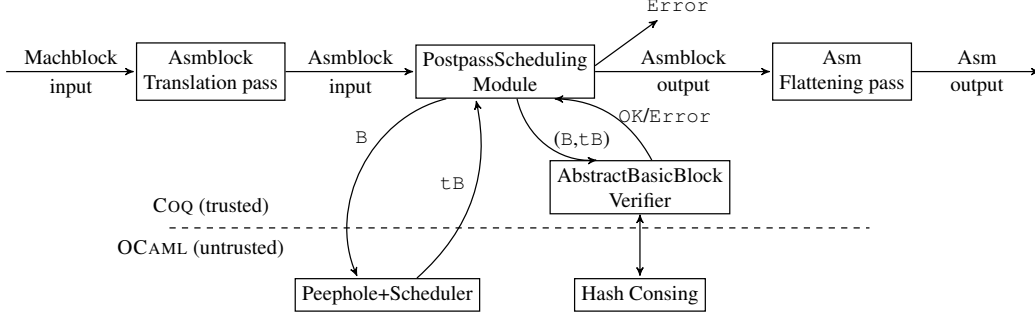 Error
Machblock
input
Asmblock
Translation pass
Asmblock
input
PostpassScheduling
Module
Asmblock
output
Asm
Flattening pass
Asm
output
B
tB
(B,tB)
OK/Error
AbstractBasicBlock
Verifier
COQ (trusted)
OCAML (untrusted)
Peephole+Scheduler
Hash Consing